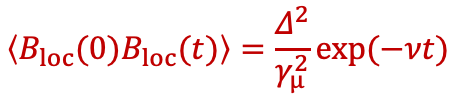 ⟨B_loc(0)B_loc(t)⟩ = Δ²/γ_μ² exp(−νt)